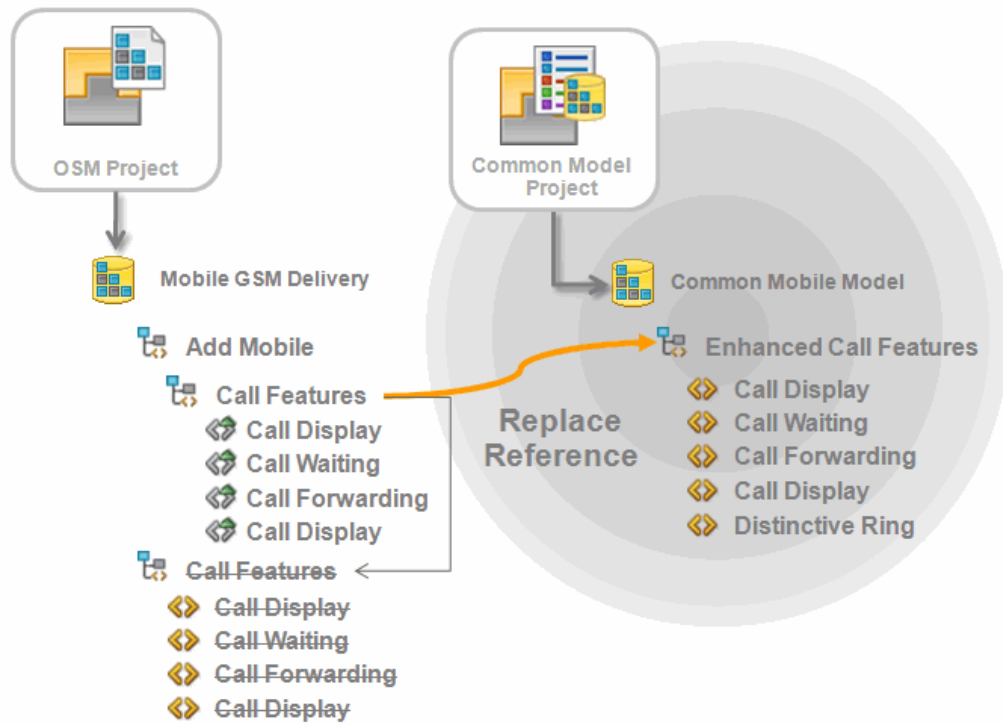 OSM Project
Mobile GSM Delivery
Add Mobile
Call Features
Call Display
Call Waiting
Call Forwarding
Call Display
Call Features
Call Display
Call Waiting
Call Forwarding
Call Display
Replace
Reference
Common Model
Project
Common Mobile Model
Enhanced Call Features
Call Display
Call Waiting
Call Forwarding
Call Display
Distinctive Ring